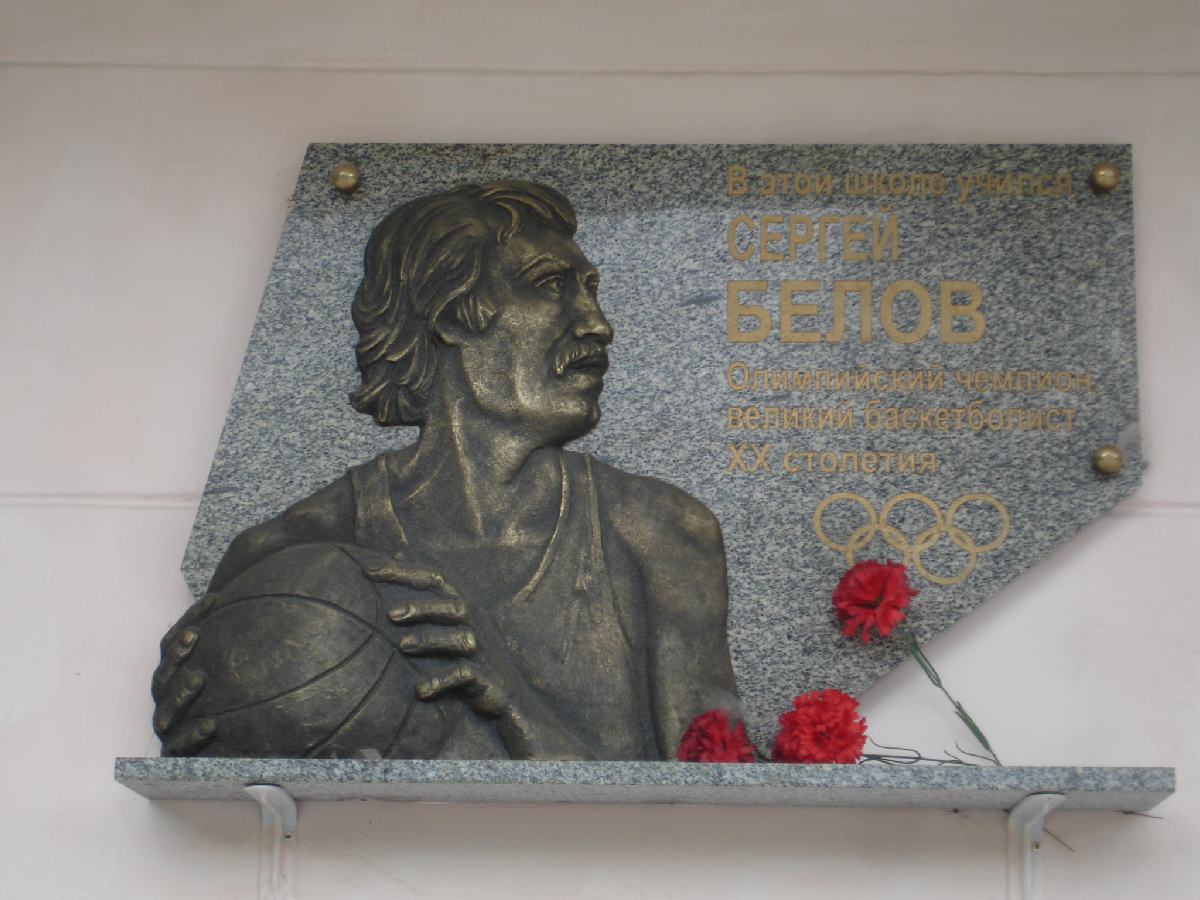 В этой школе учился
СЕРГЕЙ
БЕЛОВ
Олимпийский чемпион,
великий баскетболист
XX столетия